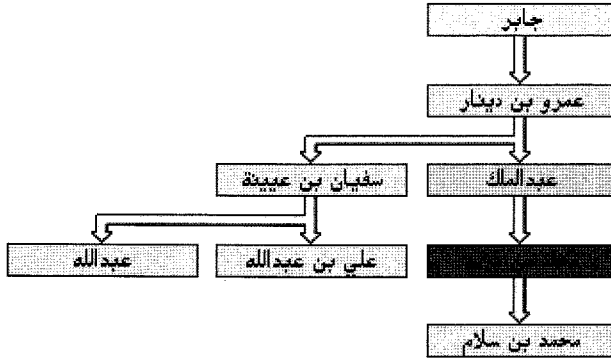 جابر
عمرو بن دينار
عبدالملك
سفيان بن عيينة
علي بن عبدالله
عبدالله
محمد بن سلام